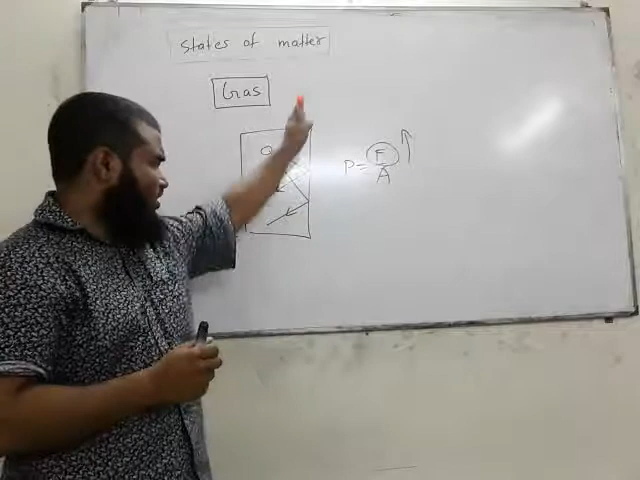 States of matter
Gas
P = F
A